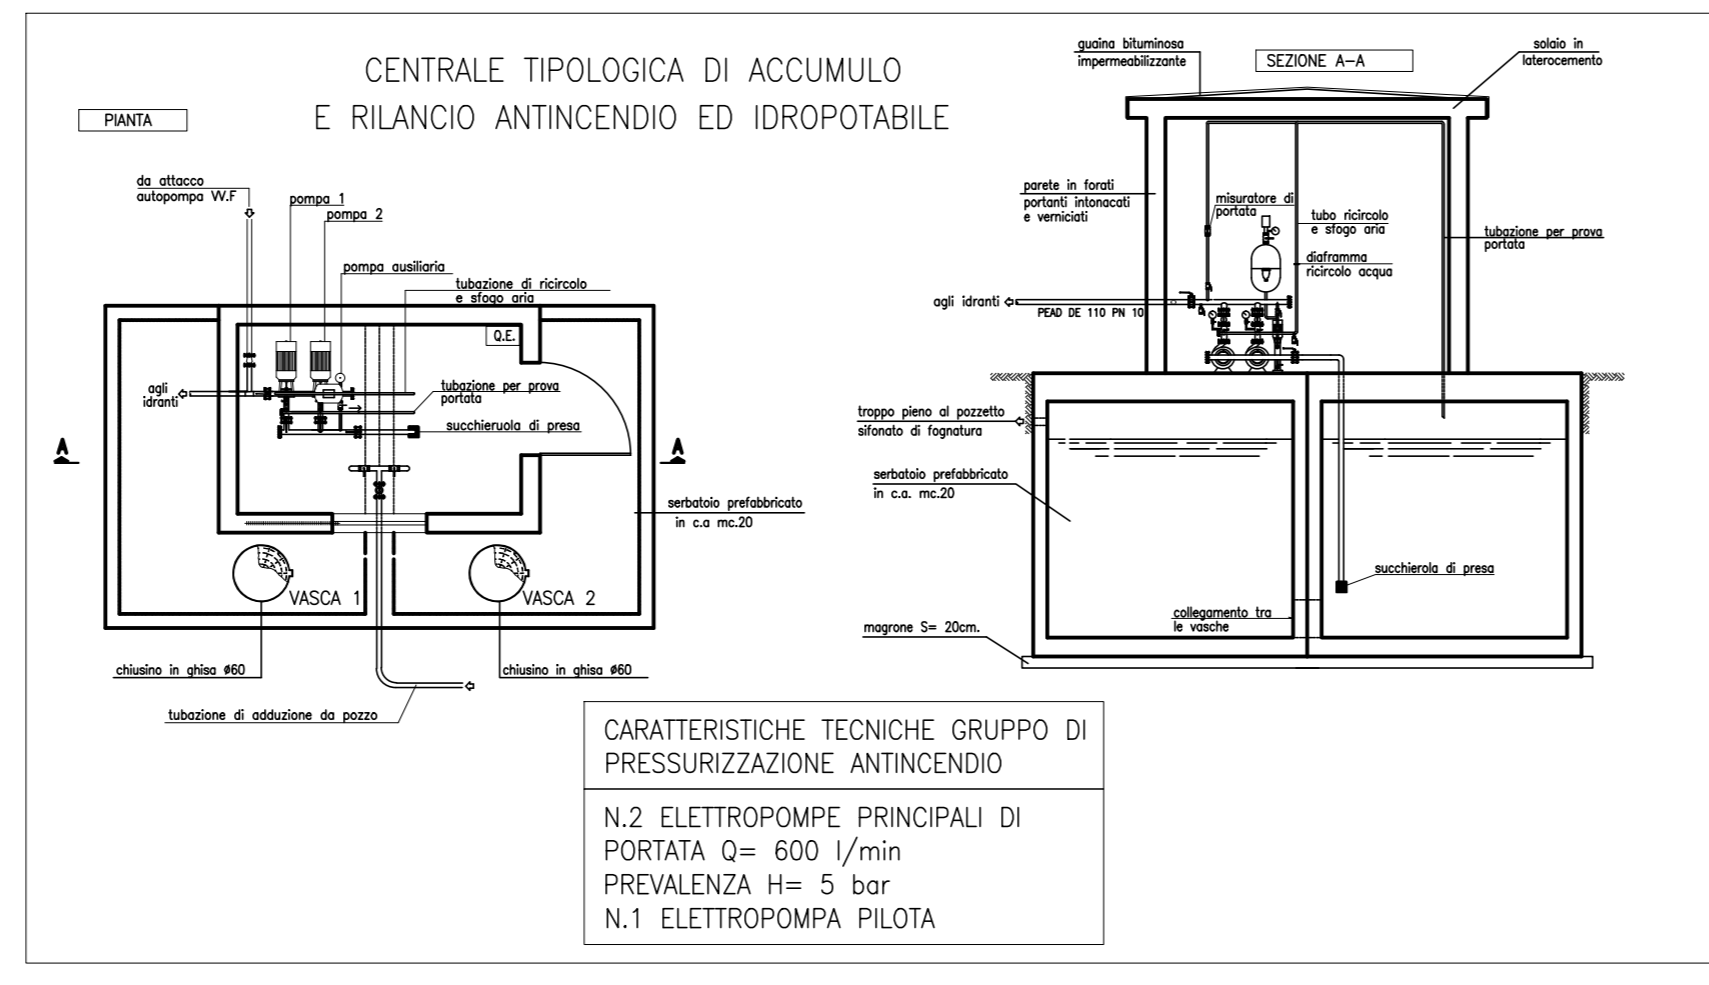 CENTRALE TIPOLOGICA DI ACCUMULO
E RILANCIO ANTINCENDIO ED IDROPOTABILE
PIANTA
da attacco
autopompa VV.F
pompa 1
pompa 2
pompa ausiliaria
tubazione di ricircolo
e sfogo aria
Q.E.
agli
idranti
tubazione per prova
portata
succhieruola di presa
A
A
serbatoio prefabbricato
in c.a mc.20
VASCA 1
VASCA 2
chiusino in ghisa ø60
chiusino in ghisa ø60
tubazione di adduzione da pozzo
SEZIONE A-A
guaina bituminosa
impermeabilizzante
solaio in
laterocemento
parete in forati
portanti intonacati
e verniciati
misuratore di
portata
tubo ricircolo
e sfogo aria
tubazione per prova
portata
diaframma
ricircolo acqua
agli idranti
PEAD DE 110 PN 10
troppo pieno al pozzetto
sifonato di fognatura
serbatoio prefabbricato
in c.a. mc.20
succhierola di presa
collegamento tra
le vasche
magrone S= 20cm.
CARATTERISTICHE TECNICHE GRUPPO DI
PRESSURIZZAZIONE ANTINCENDIO
N.2 ELETTROPOMPE PRINCIPALI DI
PORTATA Q= 600 l/min
PREVALENZA H= 5 bar
N.1 ELETTROPOMPA PILOTA